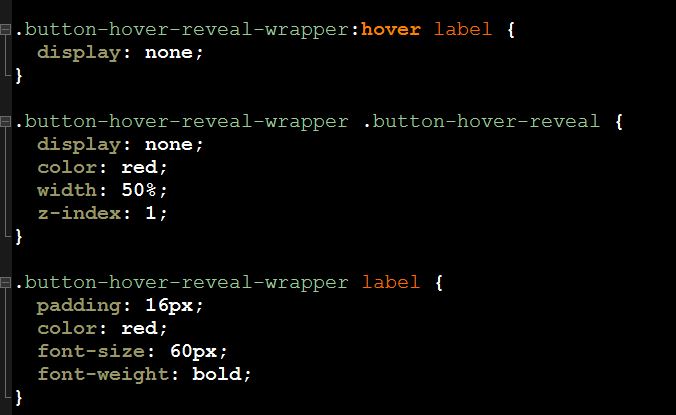 .button-hover-reveal-wrapper:hover label {
display: none;
}
.button-hover-reveal-wrapper .button-hover-reveal {
display: none;
color: red;
width: 50%;
z-index: 1;
}
.button-hover-reveal-wrapper label {
padding: 16px;
color: red;
font-size: 60px;
font-weight: bold;
}